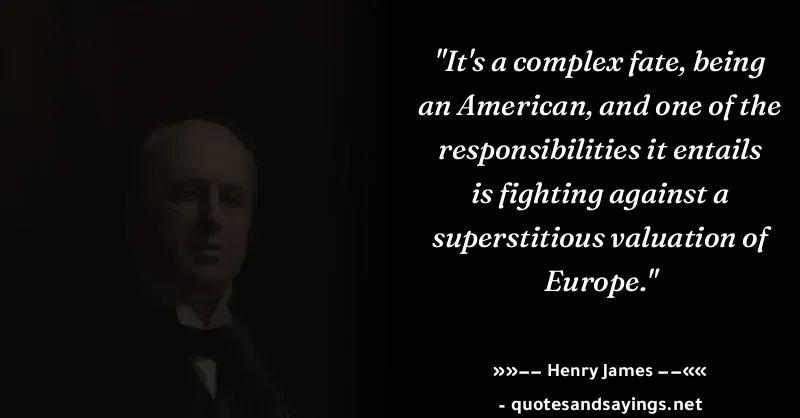 "It's a complex fate, being
an American, and one of the
responsibilities it entails
is fighting against a
superstitious valuation of
Europe."
»»–– Henry James ––««
- quotesandsayings.net